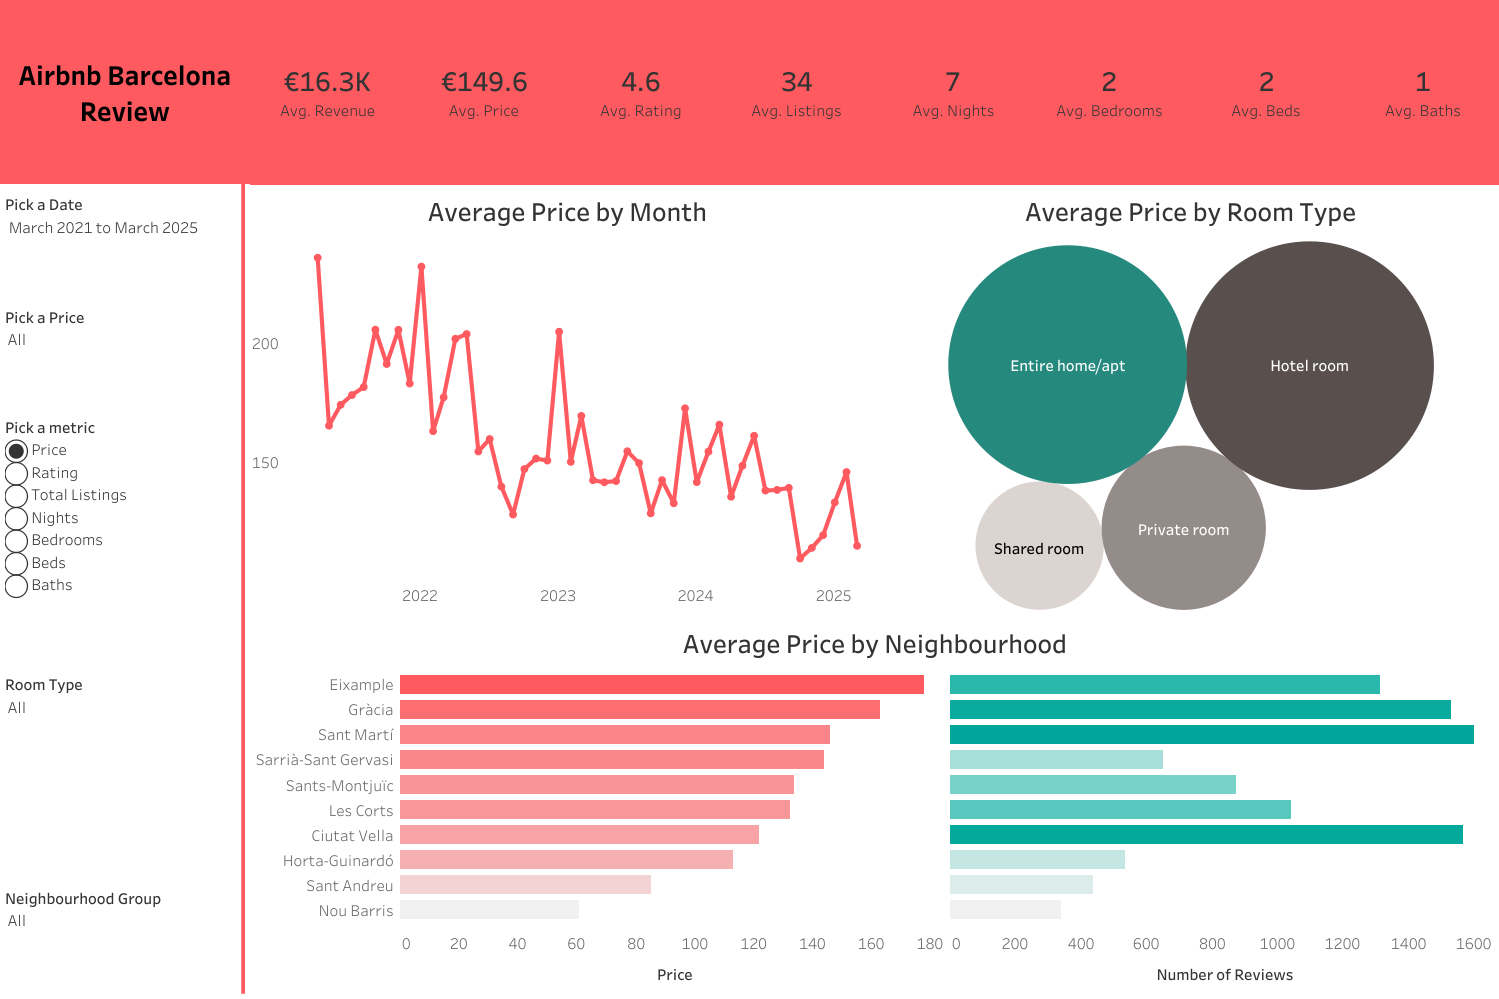 Airbnb Barcelona
Review
€16.3K
Avg. Revenue
€149.6
Avg. Price
4.6
Avg. Rating
34
Avg. Listings
7
Avg. Nights
2
Avg. Bedrooms
2
Avg. Beds
1
Avg. Baths
Pick a Date
March 2021 to March 2025
Pick a Price
All
Pick a metric
Price
Rating
Total Listings
Nights
Bedrooms
Beds
Baths
Room Type
All
Neighbourhood Group
All
Average Price by Month
200
150
2022 2023 2024 2025
Average Price by Room Type
Entire home/apt
Hotel room
Private room
Shared room
Average Price by Neighbourhood
Eixample
Gràcia
Sant Martí
Sarrià-Sant Gervasi
Sants-Montjuïc
Les Corts
Ciutat Vella
Horta-Guinardó
Sant Andreu
Nou Barris
0 20 40 60 80 100 120 140 160 180
Price
0 200 400 600 800 1000 1200 1400 1600
Number of Reviews